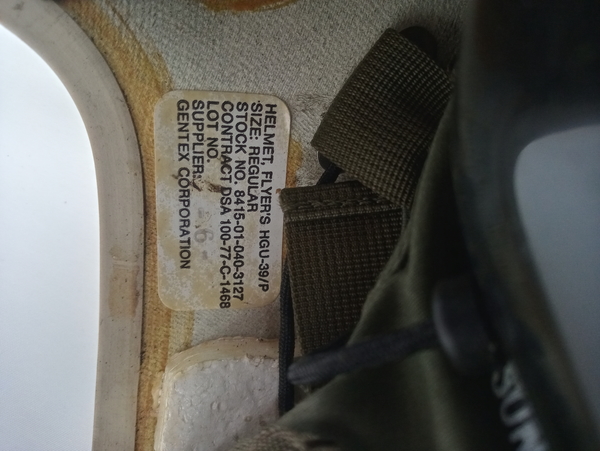 HELMET, FLYER'S HGU-39/P
SIZE: REGULAR
STOCK NO. 8415-01-040-3127
CONTRACT DSA 100-77-C-1468
LOT NO.
SUPPLIER:
GENTEX CORPORATION